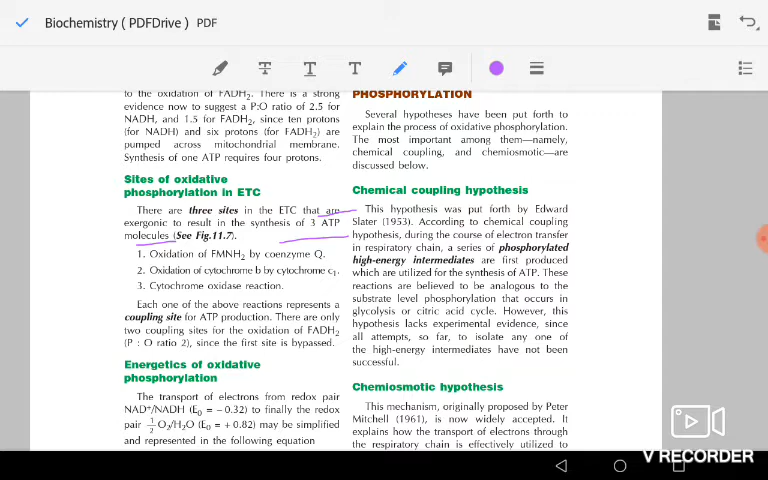 Biochemistry ( PDFDrive ) PDF
to the oxidation of FADH₂. There is a strong
evidence now to suggest a P:O ratio of 2.5 for
NADH, and 1.5 for FADH₂, since ten protons
(for NADH) and six protons (for FADH₂) are
pumped across mitochondrial membrane.
Synthesis of one ATP requires four protons.
Sites of oxidative
phosphorylation in ETC
There are three sites in the ETC that are
exergonic to result in the synthesis of 3 ATP
molecules (See Fig.11.7).
1. Oxidation of FMNH₂ by coenzyme Q.
2. Oxidation of cytochrome b by cytochrome c₁.
3. Cytochrome oxidase reaction.
Each one of the above reactions represents a
coupling site for ATP production. There are only
two coupling sites for the oxidation of FADH₂
(P : O ratio 2), since the first site is bypassed.
Energetics of oxidative
phosphorylation
The transport of electrons from redox pair
NAD⁺/NADH (E₀ = – 0.32) to finally the redox
pair ½O₂/H₂O (E₀ = + 0.82) may be simplified
and represented in the following equation
PHOSPHORYLATION
Several hypotheses have been put forth to
explain the process of oxidative phosphorylation.
The most important among them—namely,
chemical coupling, and chemiosmotic—are
discussed below.
Chemical coupling hypothesis
This hypothesis was put forth by Edward
Slater (1953). According to chemical coupling
hypothesis, during the course of electron transfer
in respiratory chain, a series of phosphorylated
high-energy intermediates are first produced
which are utilized for the synthesis of ATP. These
reactions are believed to be analogous to the
substrate level phosphorylation that occurs in
glycolysis or citric acid cycle. However, this
hypothesis lacks experimental evidence, since
all attempts, so far, to isolate any one of
the high-energy intermediates have not been
successful.
Chemiosmotic hypothesis
This mechanism, originally proposed by Peter
Mitchell (1961), is now widely accepted. It
explains how the transport of electrons through
the respiratory chain is effectively utilized to
V RECORDER